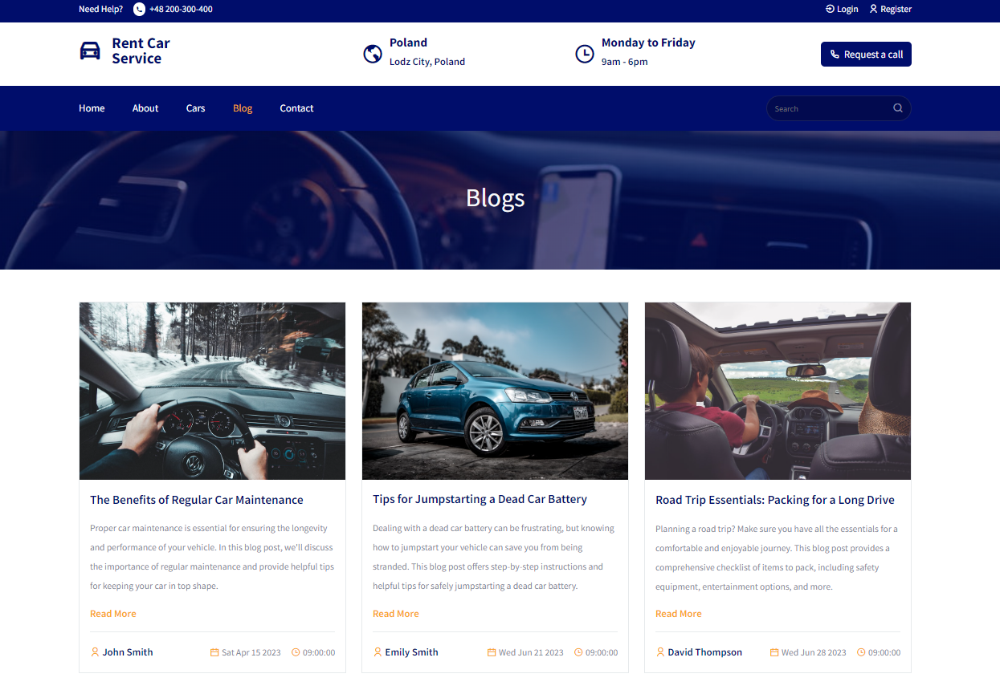 Need Help? +48 200-300-400 Login Register
Rent Car
Service
Poland
Lodz City, Poland
Monday to Friday
9am - 6pm
Request a call
Home About Cars Blog Contact Search
Blogs
The Benefits of Regular Car Maintenance
Proper car maintenance is essential for ensuring the longevity
and performance of your vehicle. In this blog post, we'll discuss
the importance of regular maintenance and provide helpful tips
for keeping your car in top shape.
Read More
John Smith Sat Apr 15 2023 09:00:00
Tips for Jumpstarting a Dead Car Battery
Dealing with a dead car battery can be frustrating, but knowing
how to jumpstart your vehicle can save you from being
stranded. This blog post offers step-by-step instructions and
helpful tips for safely jumpstarting a dead car battery.
Read More
Emily Smith Wed Jun 21 2023 09:00:00
Road Trip Essentials: Packing for a Long Drive
Planning a road trip? Make sure you have all the essentials for a
comfortable and enjoyable journey. This blog post provides a
comprehensive checklist of items to pack, including safety
equipment, entertainment options, and more.
Read More
David Thompson Wed Jun 28 2023 09:00:00